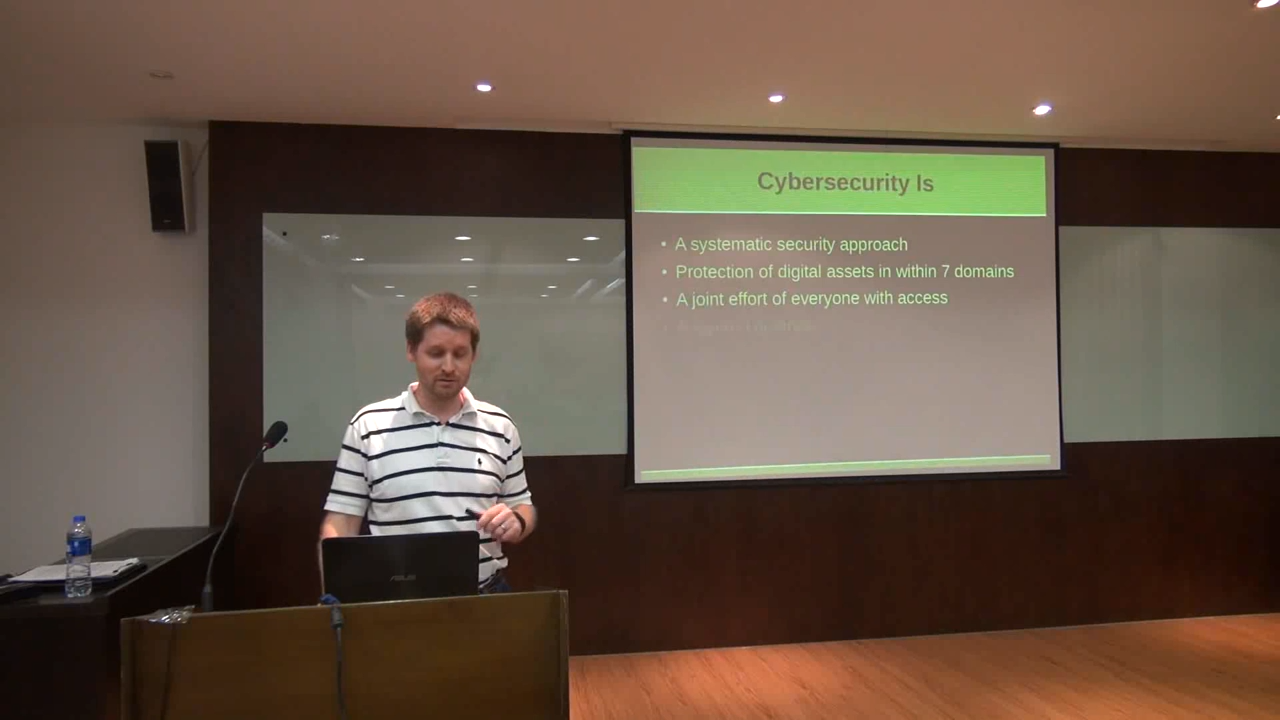 Cybersecurity Is
• A systematic security approach
• Protection of digital assets in within 7 domains
• A joint effort of everyone with access
ASUS